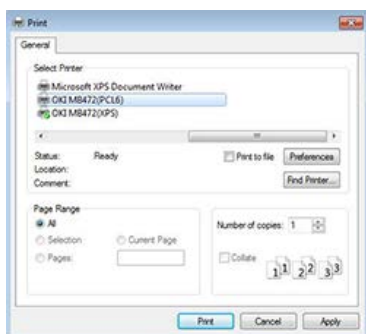 Print
General
Select Printer
Microsoft XPS Document Writer
OKI MB472(PCL6)
OKI MB472(XPS)
Status: Ready
Print to file
Preferences
Location:
Comment:
Find Printer...
Page Range
All
Selection
Current Page
Pages:
Number of copies: 1
Collate
1 1 2 2 3 3
Print
Cancel
Apply